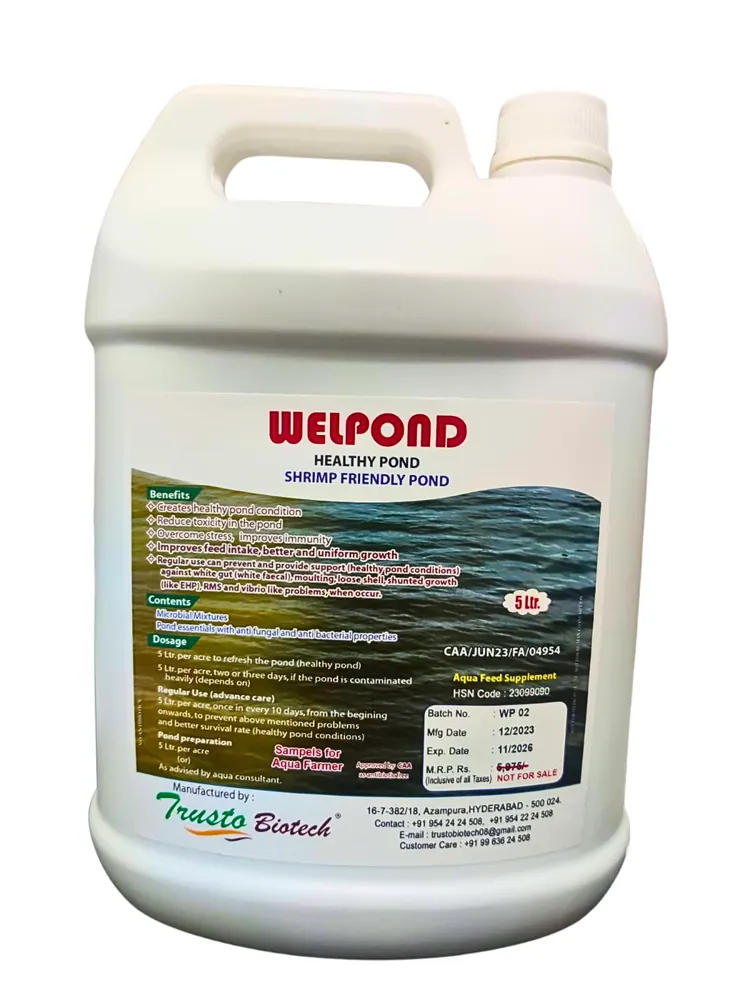 WELPOND
HEALTHY POND
SHRIMP FRIENDLY POND
Benefits
Creates healthy pond condition
Reduce toxicity in the pond
Overcome stress, improves immunity
Improves feed intake, better and uniform growth
Regular use can prevent and provide support (healthy pond conditions)
against white gut (white faecal), moulting, loose shell, shunted growth
(like EHP), RMS and vibrio like problems, when occur.
5 Ltr.
Contents
Microbial Mixtures
Pond essentials with anti fungal and anti bacterial properties
Dosage
5 Ltr. per acre to refresh the pond (healthy pond)
5 Ltr. per acre, two or three days, if the pond is contaminated
heavily (depends on)
Regular Use (advance care)
5 Ltr. per acre, once in every 10 days, from the begining
onwards, to prevent above mentioned problems
and better survival rate (healthy pond conditions)
Pond preparation
5 Ltr. per acre
(or)
As advised by aqua consultant.
Sampels for
Aqua Farmer
Approved by CAA
as antibiotic free
CAA/JUN23/FA/04954
Aqua Feed Supplement
HSN Code : 23099090
Batch No. : WP 02
Mfg Date : 12/2023
Exp. Date : 11/2026
M.R.P. Rs. : 5,975/-
(Inclusive of all Taxes) NOT FOR SALE
Manufactured by :
Trusto Biotech®
16-7-382/18, Azampura, HYDERABAD - 500 024.
Contact : +91 954 24 24 508, +91 954 22 24 508
E-mail : trustobiotech08@gmail.com
Customer Care : +91 99 636 24 508